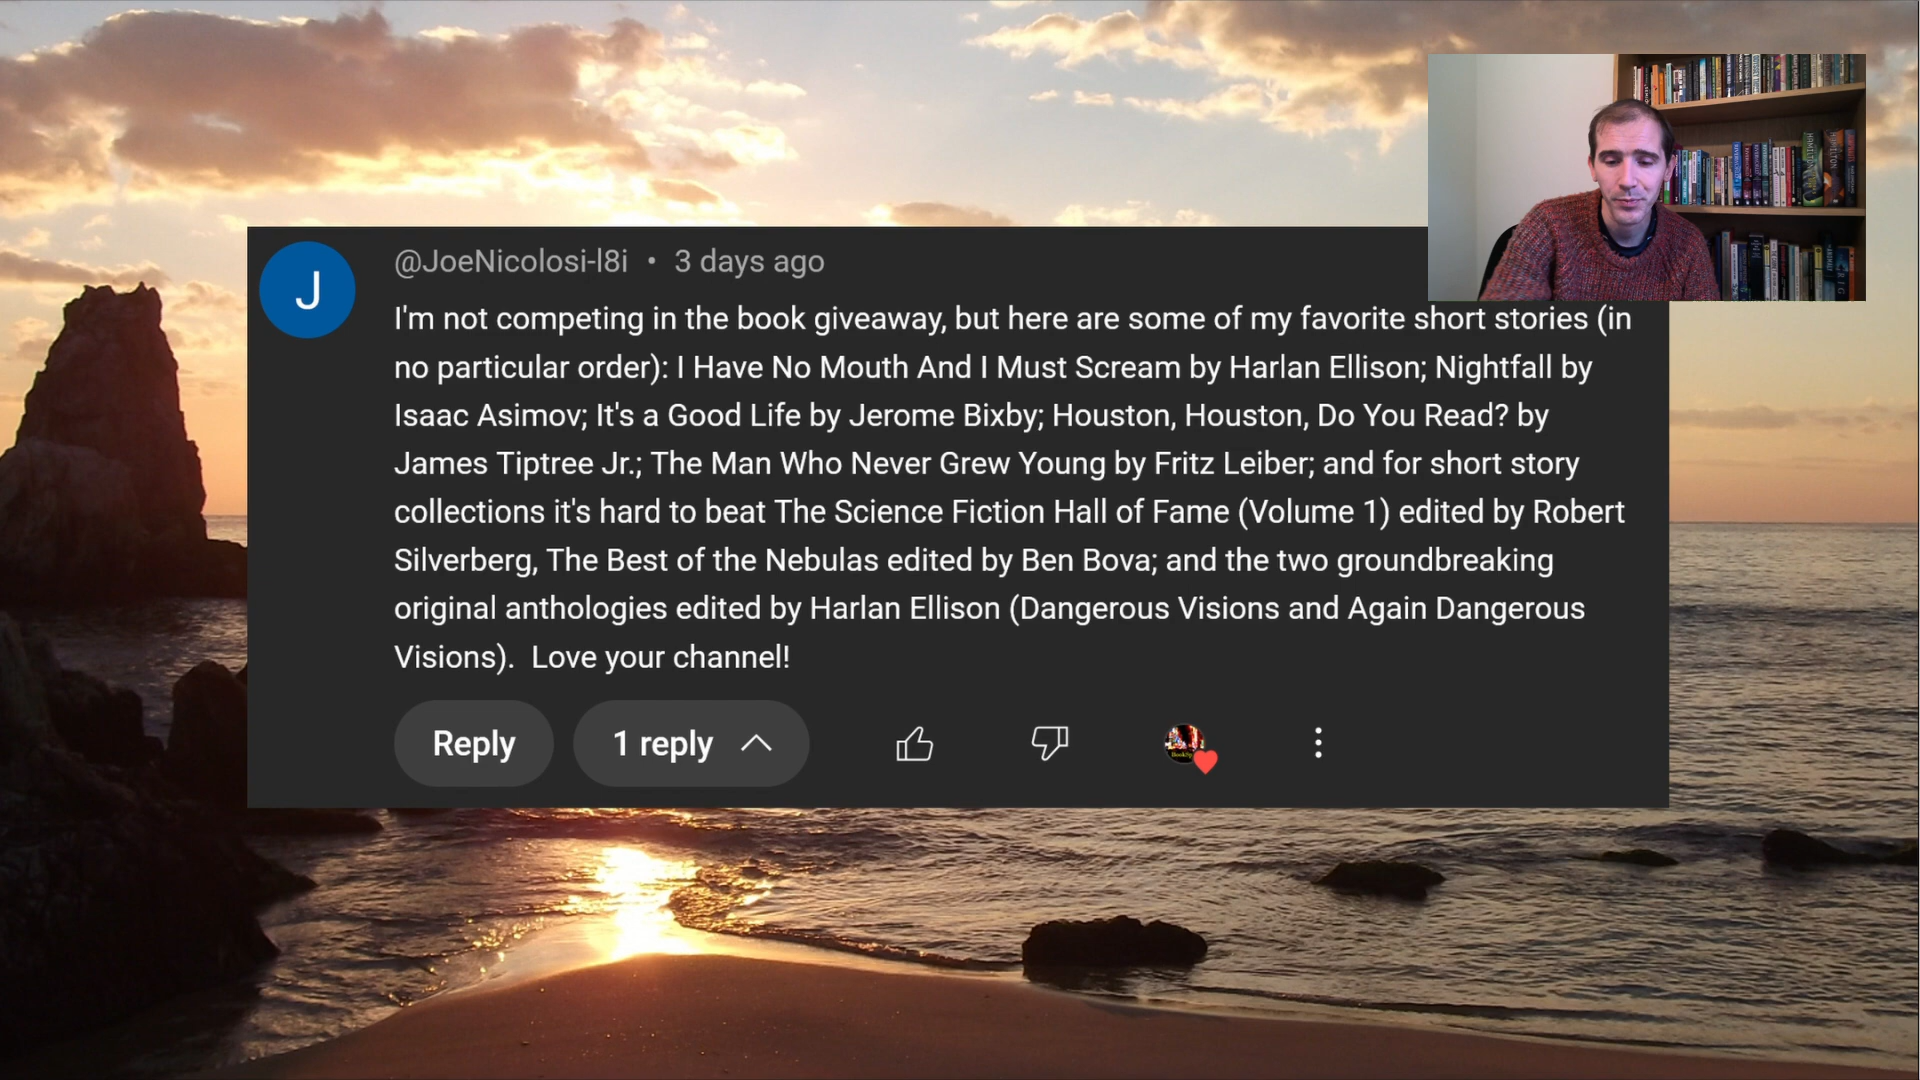 @JoeNicolosi-l8i • 3 days ago
I'm not competing in the book giveaway, but here are some of my favorite short stories (in
no particular order): I Have No Mouth And I Must Scream by Harlan Ellison; Nightfall by
Isaac Asimov; It's a Good Life by Jerome Bixby; Houston, Houston, Do You Read? by
James Tiptree Jr.; The Man Who Never Grew Young by Fritz Leiber; and for short story
collections it's hard to beat The Science Fiction Hall of Fame (Volume 1) edited by Robert
Silverberg, The Best of the Nebulas edited by Ben Bova; and the two groundbreaking
original anthologies edited by Harlan Ellison (Dangerous Visions and Again Dangerous
Visions).  Love your channel!
J
Reply
1 reply
HAMILTON
HAMILTON